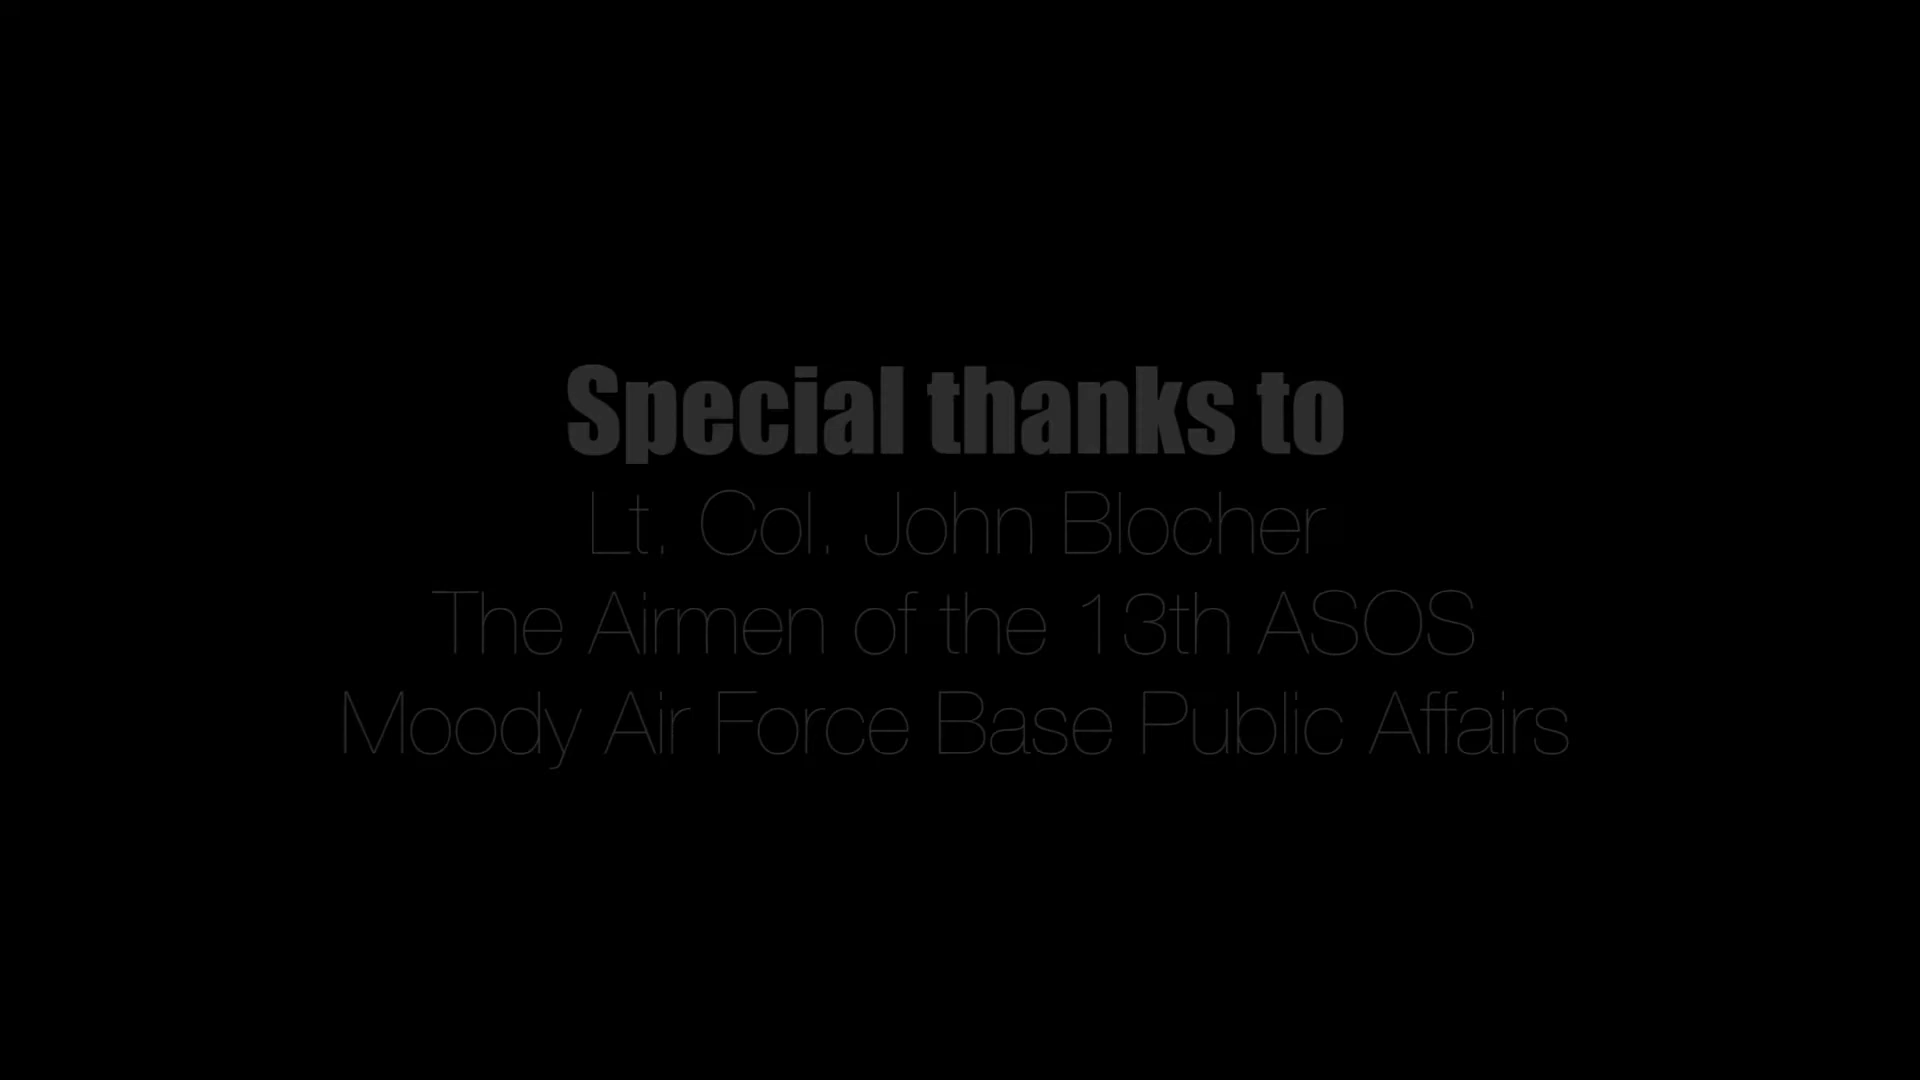 Special thanks to
Lt. Col. John Blocher
The Airmen of the 13th ASOS
Moody Air Force Base Public Affairs